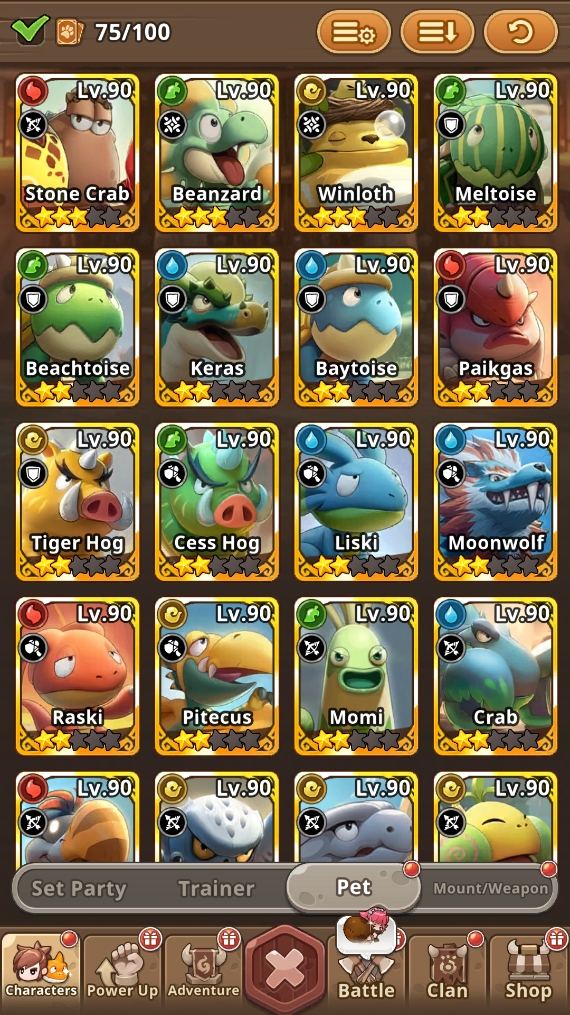 75/100
Lv.90 Lv.90 Lv.90 Lv.90
Stone Crab Beanzard Winloth Meltoise
Lv.90 Lv.90 Lv.90 Lv.90
Beachtoise Keras Baytoise Paikgas
Lv.90 Lv.90 Lv.90 Lv.90
Tiger Hog Cess Hog Liski Moonwolf
Lv.90 Lv.90 Lv.90 Lv.90
Raski Pitecus Momi Crab
Lv.90 Lv.90 Lv.90 Lv.90
Set Party Trainer Pet Mount/Weapon
Characters Power Up Adventure Battle Clan Shop